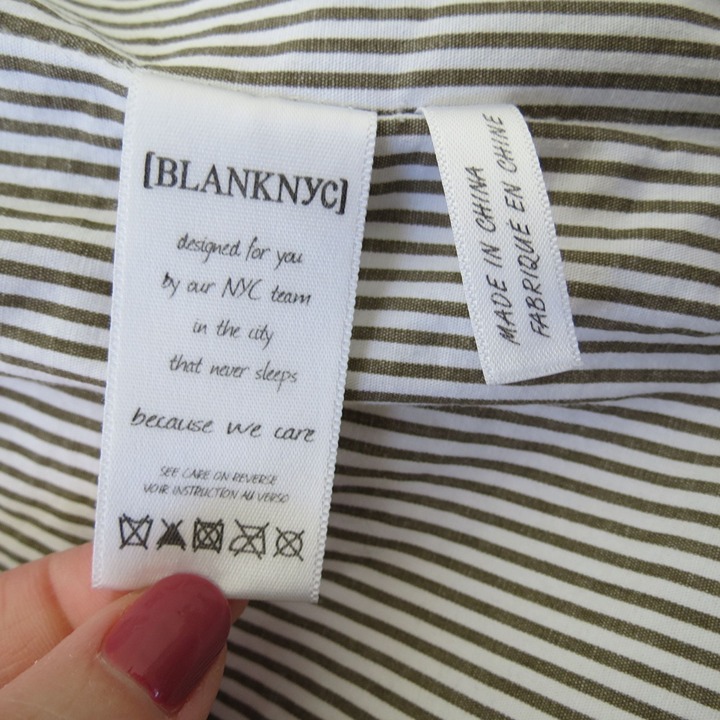 [BLANKNYC]
designed for you
by our NYC team
in the city
that never sleeps
because we care
SEE CARE ON REVERSE
VOIR INSTRUCTION AU VERSO
MADE IN CHINA
FABRIQUE EN CHINE